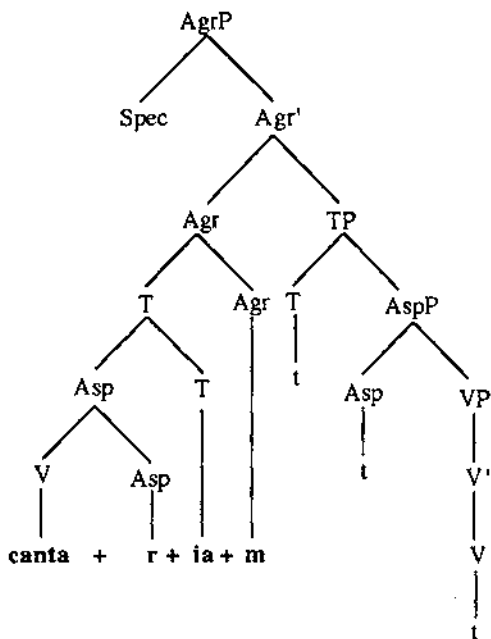 AgrP
Spec Agr'
Agr TP
T Agr T AspP
t
Asp T Asp VP
V Asp t V'
canta + r + ia + m V
t